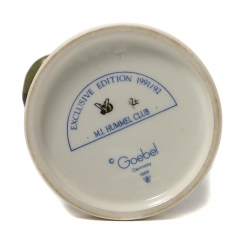 EXCLUSIVE EDITION 1991/92
M.I. HUMMEL CLUB
© Goebel
Germany